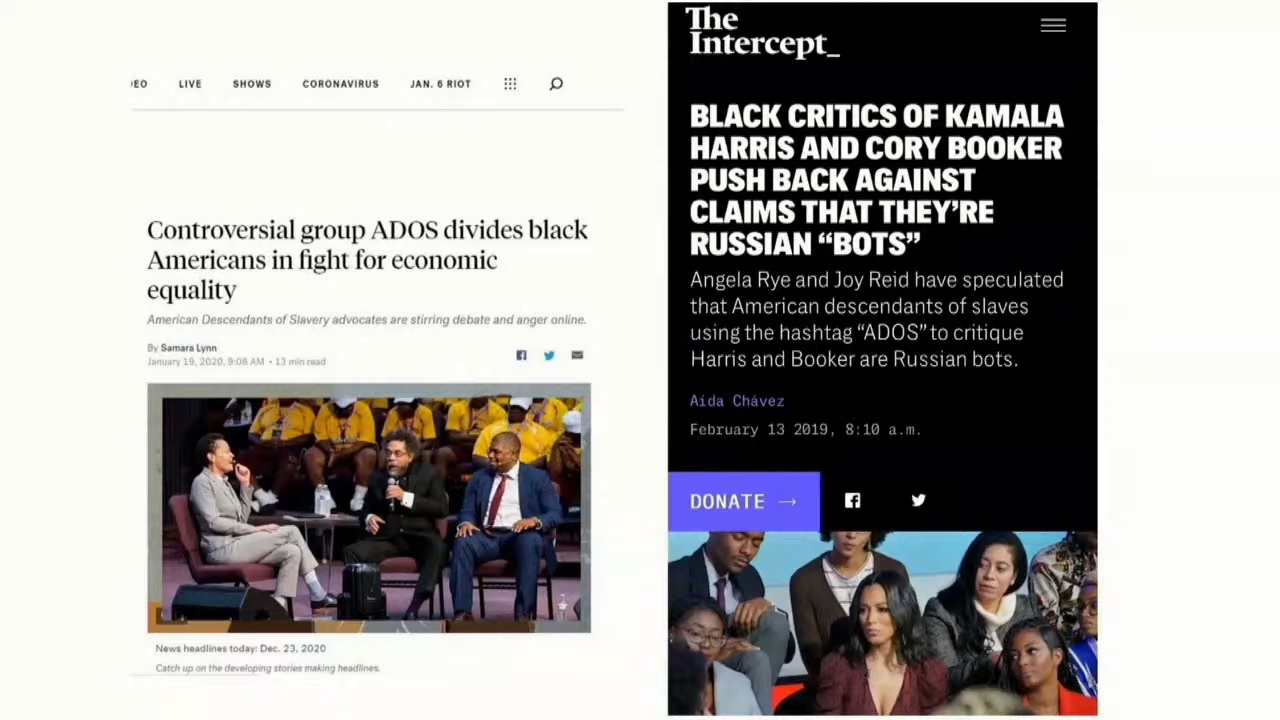 EO LIVE SHOWS CORONAVIRUS JAN. 6 RIOT
Controversial group ADOS divides black
Americans in fight for economic
equality
American Descendants of Slavery advocates are stirring debate and anger online.
By Samara Lynn
January 19, 2020, 9:08 AM • 13 min read
News headlines today: Dec. 23, 2020
Catch up on the developing stories making headlines.
The
Intercept_
BLACK CRITICS OF KAMALA
HARRIS AND CORY BOOKER
PUSH BACK AGAINST
CLAIMS THAT THEY’RE
RUSSIAN “BOTS”
Angela Rye and Joy Reid have speculated
that American descendants of slaves
using the hashtag “ADOS” to critique
Harris and Booker are Russian bots.
Aída Chávez
February 13 2019, 8:10 a.m.
DONATE →